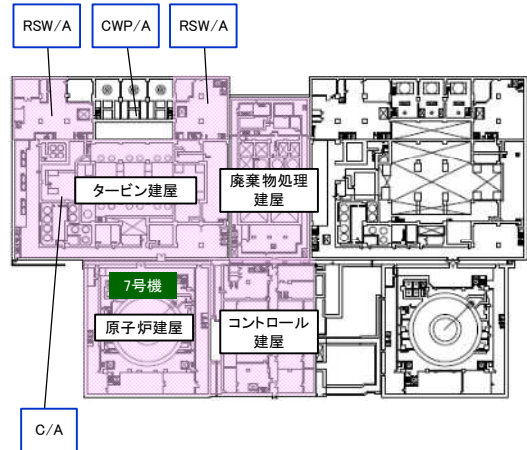 RSW/A
CWP/A
RSW/A
タービン建屋
廃棄物処理
建屋
7号機
原子炉建屋
コントロール
建屋
C/A